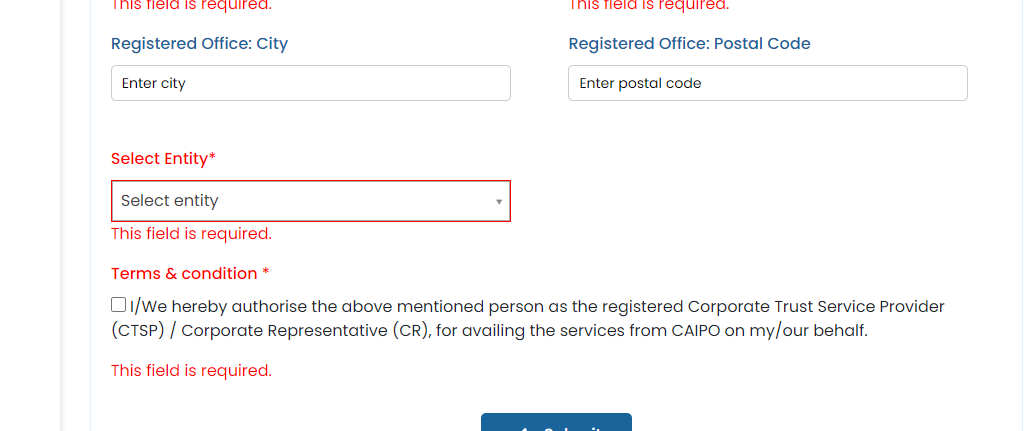 This field is required.
This field is required.
Registered Office: City
Registered Office: Postal Code
Enter city
Enter postal code
Select Entity*
Select entity
This field is required.
Terms & condition *
I/We hereby authorise the above mentioned person as the registered Corporate Trust Service Provider
(CTSP) / Corporate Representative (CR), for availing the services from CAIPO on my/our behalf.
This field is required.
Submit